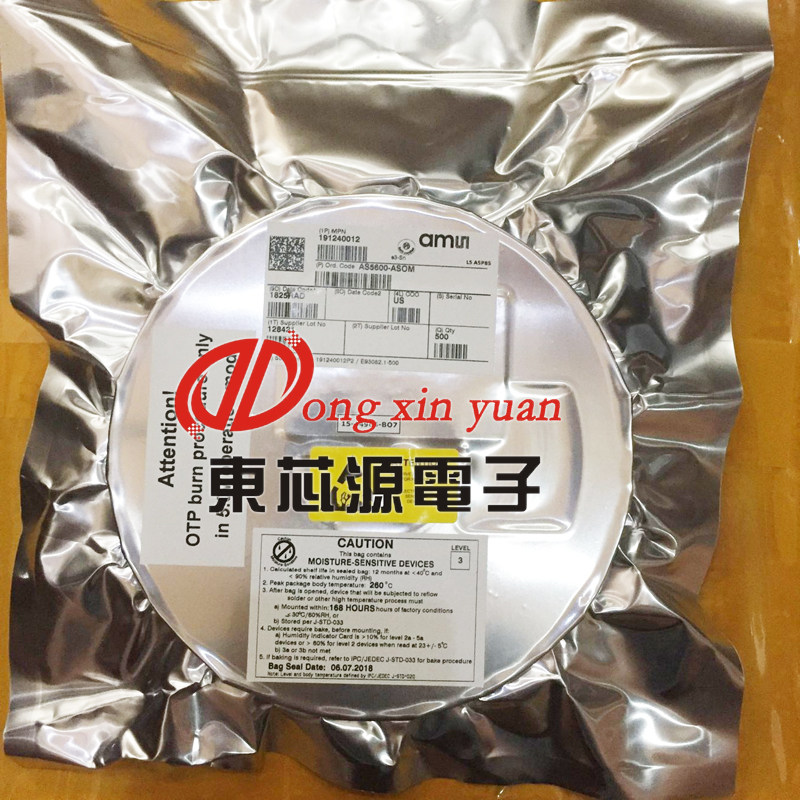 (1P) MPN
191240012
e3-Sn
amu
LS ASPBS
(P) Ord. Code AS5600-ASOM
(9D) Date Code1
(9D) Date Code2
(4L) COO
(S) Serial No
US
(1T) Supplier Lot No
(2T) Supplier Lot No
(Q) Qty
500
191240012P2 / E93082.1-500
Attention!
OTP burn only
in
Dong xin yuan
東芯源電子
CAUTION
This bag contains
MOISTURE-SENSITIVE DEVICES
LEVEL
3
1. Calculated shelf life in sealed bag: 12 months at <40°C and
< 90% relative humidity (RH)
2. Peak package body temperature: 260°C
3. After bag is opened, device that will be subjected to reflow
solder or other high temperature process must
a) Mounted within: 168 HOURS hours of factory conditions
≤30°C/60%RH, or
b) Stored per J-STD-033
4. Devices require bake, before mounting, if:
a) Humidity Indicator Card is >10% for level 2a - 5a
devices or > 60% for level 2 devices when read at 23 +/- 5°C
b) 3a or 3b not met
5. If baking is required, refer to IPC/JEDEC J-STD-033 for bake procedure
Bag Seal Date: 06.07.2018
Note: Level and body temperature defined by IPC/JEDEC J-STD-020